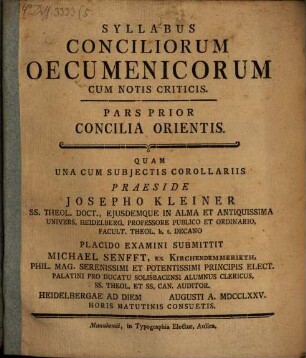 SYLLABUS
CONCILIORUM
OECUMENICORUM
CUM NOTIS CRITICIS.
PARS PRIOR
CONCILIA ORIENTIS.
QUAM
UNA CUM SUBJECTIS COROLLARIIS
PRAESIDE
JOSEPHO KLEINER
SS. THEOL. DOCT., EJUSDEMQUE IN ALMA ET ANTIQUISSIMA
UNIVERS. HEIDELBERG. PROFESSORE PUBLICO ET ORDINARIO,
FACULT. THEOL. h. t. DECANO
PLACIDO EXAMINI SUBMITTIT
MICHAEL SENFFT, EX KIRCHENDEMMERIKTH,
PHIL. MAG. SERENISSIMI ET POTENTISSIMI PRINCIPIS ELECT.
PALATINI PRO DUCATU SOLISBACENSI ALUMNUS CLERICUS,
SS. THEOL. ET SS. CAN. AUDITOR.
HEIDELBERGAE AD DIEM AUGUSTI A. MDCCLXXV.
HORIS MATUTINIS CONSUETIS.
Mannhemii, in Typographia Elector. Aulica.